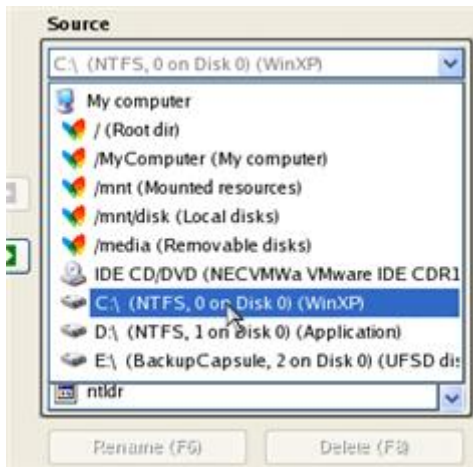 Source
C:\ (NTFS, 0 on Disk 0) (WinXP)
My computer
/ (Root dir)
/MyComputer (My computer)
/mnt (Mounted resources)
/mnt/disk (Local disks)
/media (Removable disks)
IDE CD/DVD (NECVMWa VMware IDE CDR1
C:\ (NTFS, 0 on Disk 0) (WinXP)
D:\ (NTFS, 1 on Disk 0) (Application)
E:\ (BackupCapsule, 2 on Disk 0) (UFSD dis
ntldr
Rename (F6) Delete (F8)